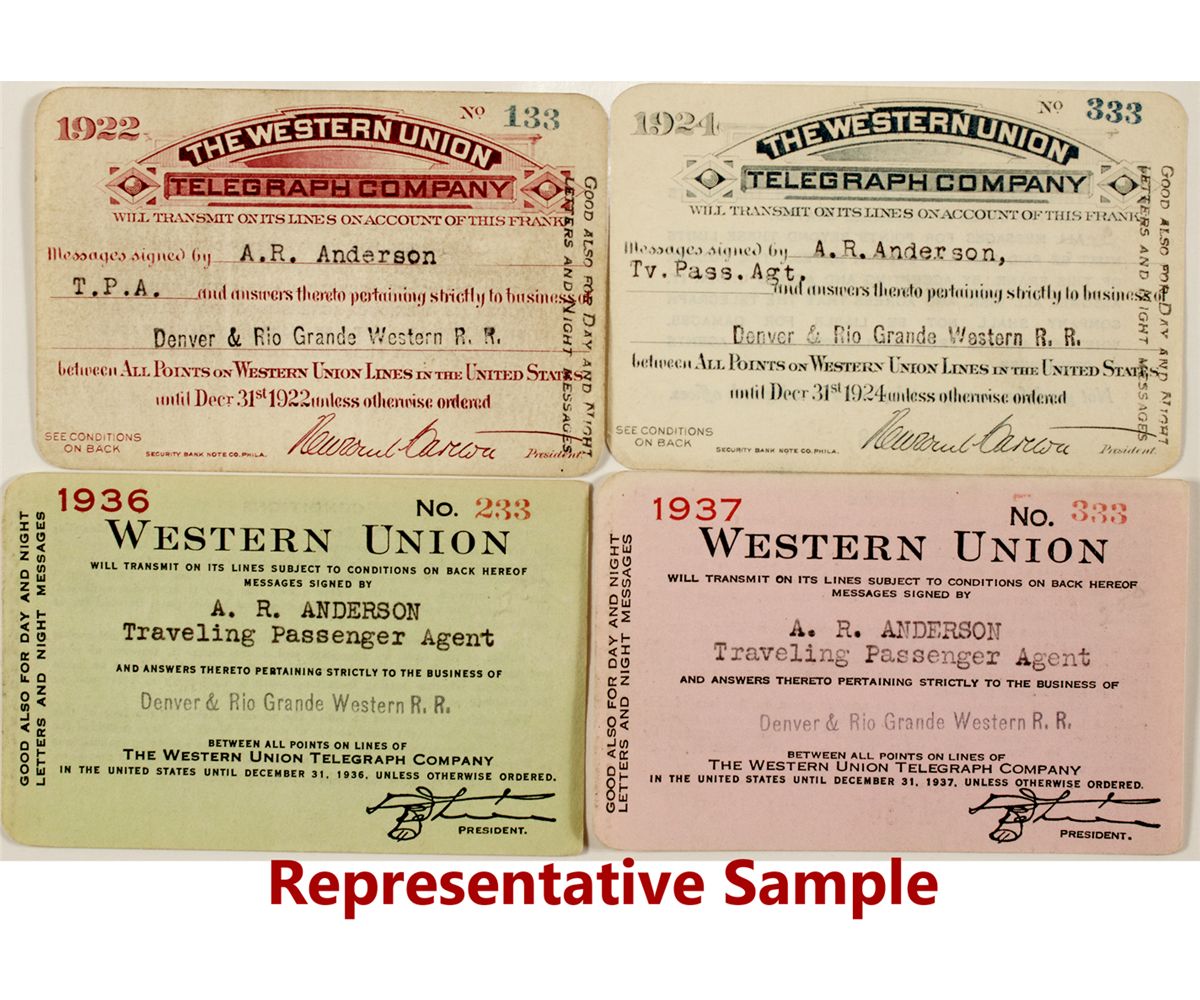 1922
No 133
THE WESTERN UNION
TELEGRAPH COMPANY
WILL TRANSMIT ON ITS LINES ON ACCOUNT OF THIS FRANK
Messages signed by A.R. Anderson
T.P.A. and answers thereto pertaining strictly to business of
Denver & Rio Grande Western R. R.
between ALL POINTS ON WESTERN UNION LINES IN THE UNITED STATES
until Decr 31st 1922 unless otherwise ordered
SEE CONDITIONS
ON BACK
SECURITY BANK NOTE CO. PHILA.
Newcomb Carlton
President
GOOD ALSO FOR DAY AND NIGHT
LETTERS AND NIGHT MESSAGES
1924
No 333
THE WESTERN UNION
TELEGRAPH COMPANY
WILL TRANSMIT ON ITS LINES ON ACCOUNT OF THIS FRANK
Messages signed by A.R.Anderson,
Tv.Pass.Agt,
and answers thereto pertaining strictly to business of
Denver & Rio Grande Western R. R.
between ALL POINTS ON WESTERN UNION LINES IN THE UNITED STATES
until Decr 31st 1924 unless otherwise ordered
SEE CONDITIONS
ON BACK
SECURITY BANK NOTE CO. PHILA.
Newcomb Carlton
President
GOOD ALSO FOR DAY AND NIGHT
LETTERS AND NIGHT MESSAGES
1936
No. 233
WESTERN UNION
WILL TRANSMIT ON ITS LINES SUBJECT TO CONDITIONS ON BACK HEREOF
MESSAGES SIGNED BY
A. R. ANDERSON
Traveling Passenger Agent
AND ANSWERS THERETO PERTAINING STRICTLY TO THE BUSINESS OF
Denver & Rio Grande Western R. R.
BETWEEN ALL POINTS ON LINES OF
THE WESTERN UNION TELEGRAPH COMPANY
IN THE UNITED STATES UNTIL DECEMBER 31, 1936, UNLESS OTHERWISE ORDERED.
PRESIDENT.
GOOD ALSO FOR DAY AND NIGHT
LETTERS AND NIGHT MESSAGES
1937
No. 333
WESTERN UNION
WILL TRANSMIT ON ITS LINES SUBJECT TO CONDITIONS ON BACK HEREOF
MESSAGES SIGNED BY
A. R. ANDERSON
Traveling Passenger Agent
AND ANSWERS THERETO PERTAINING STRICTLY TO THE BUSINESS OF
Denver & Rio Grande Western R. R.
BETWEEN ALL POINTS ON LINES OF
THE WESTERN UNION TELEGRAPH COMPANY
IN THE UNITED STATES UNTIL DECEMBER 31, 1937, UNLESS OTHERWISE ORDERED.
PRESIDENT.
GOOD ALSO FOR DAY AND NIGHT
LETTERS AND NIGHT MESSAGES
Representative Sample